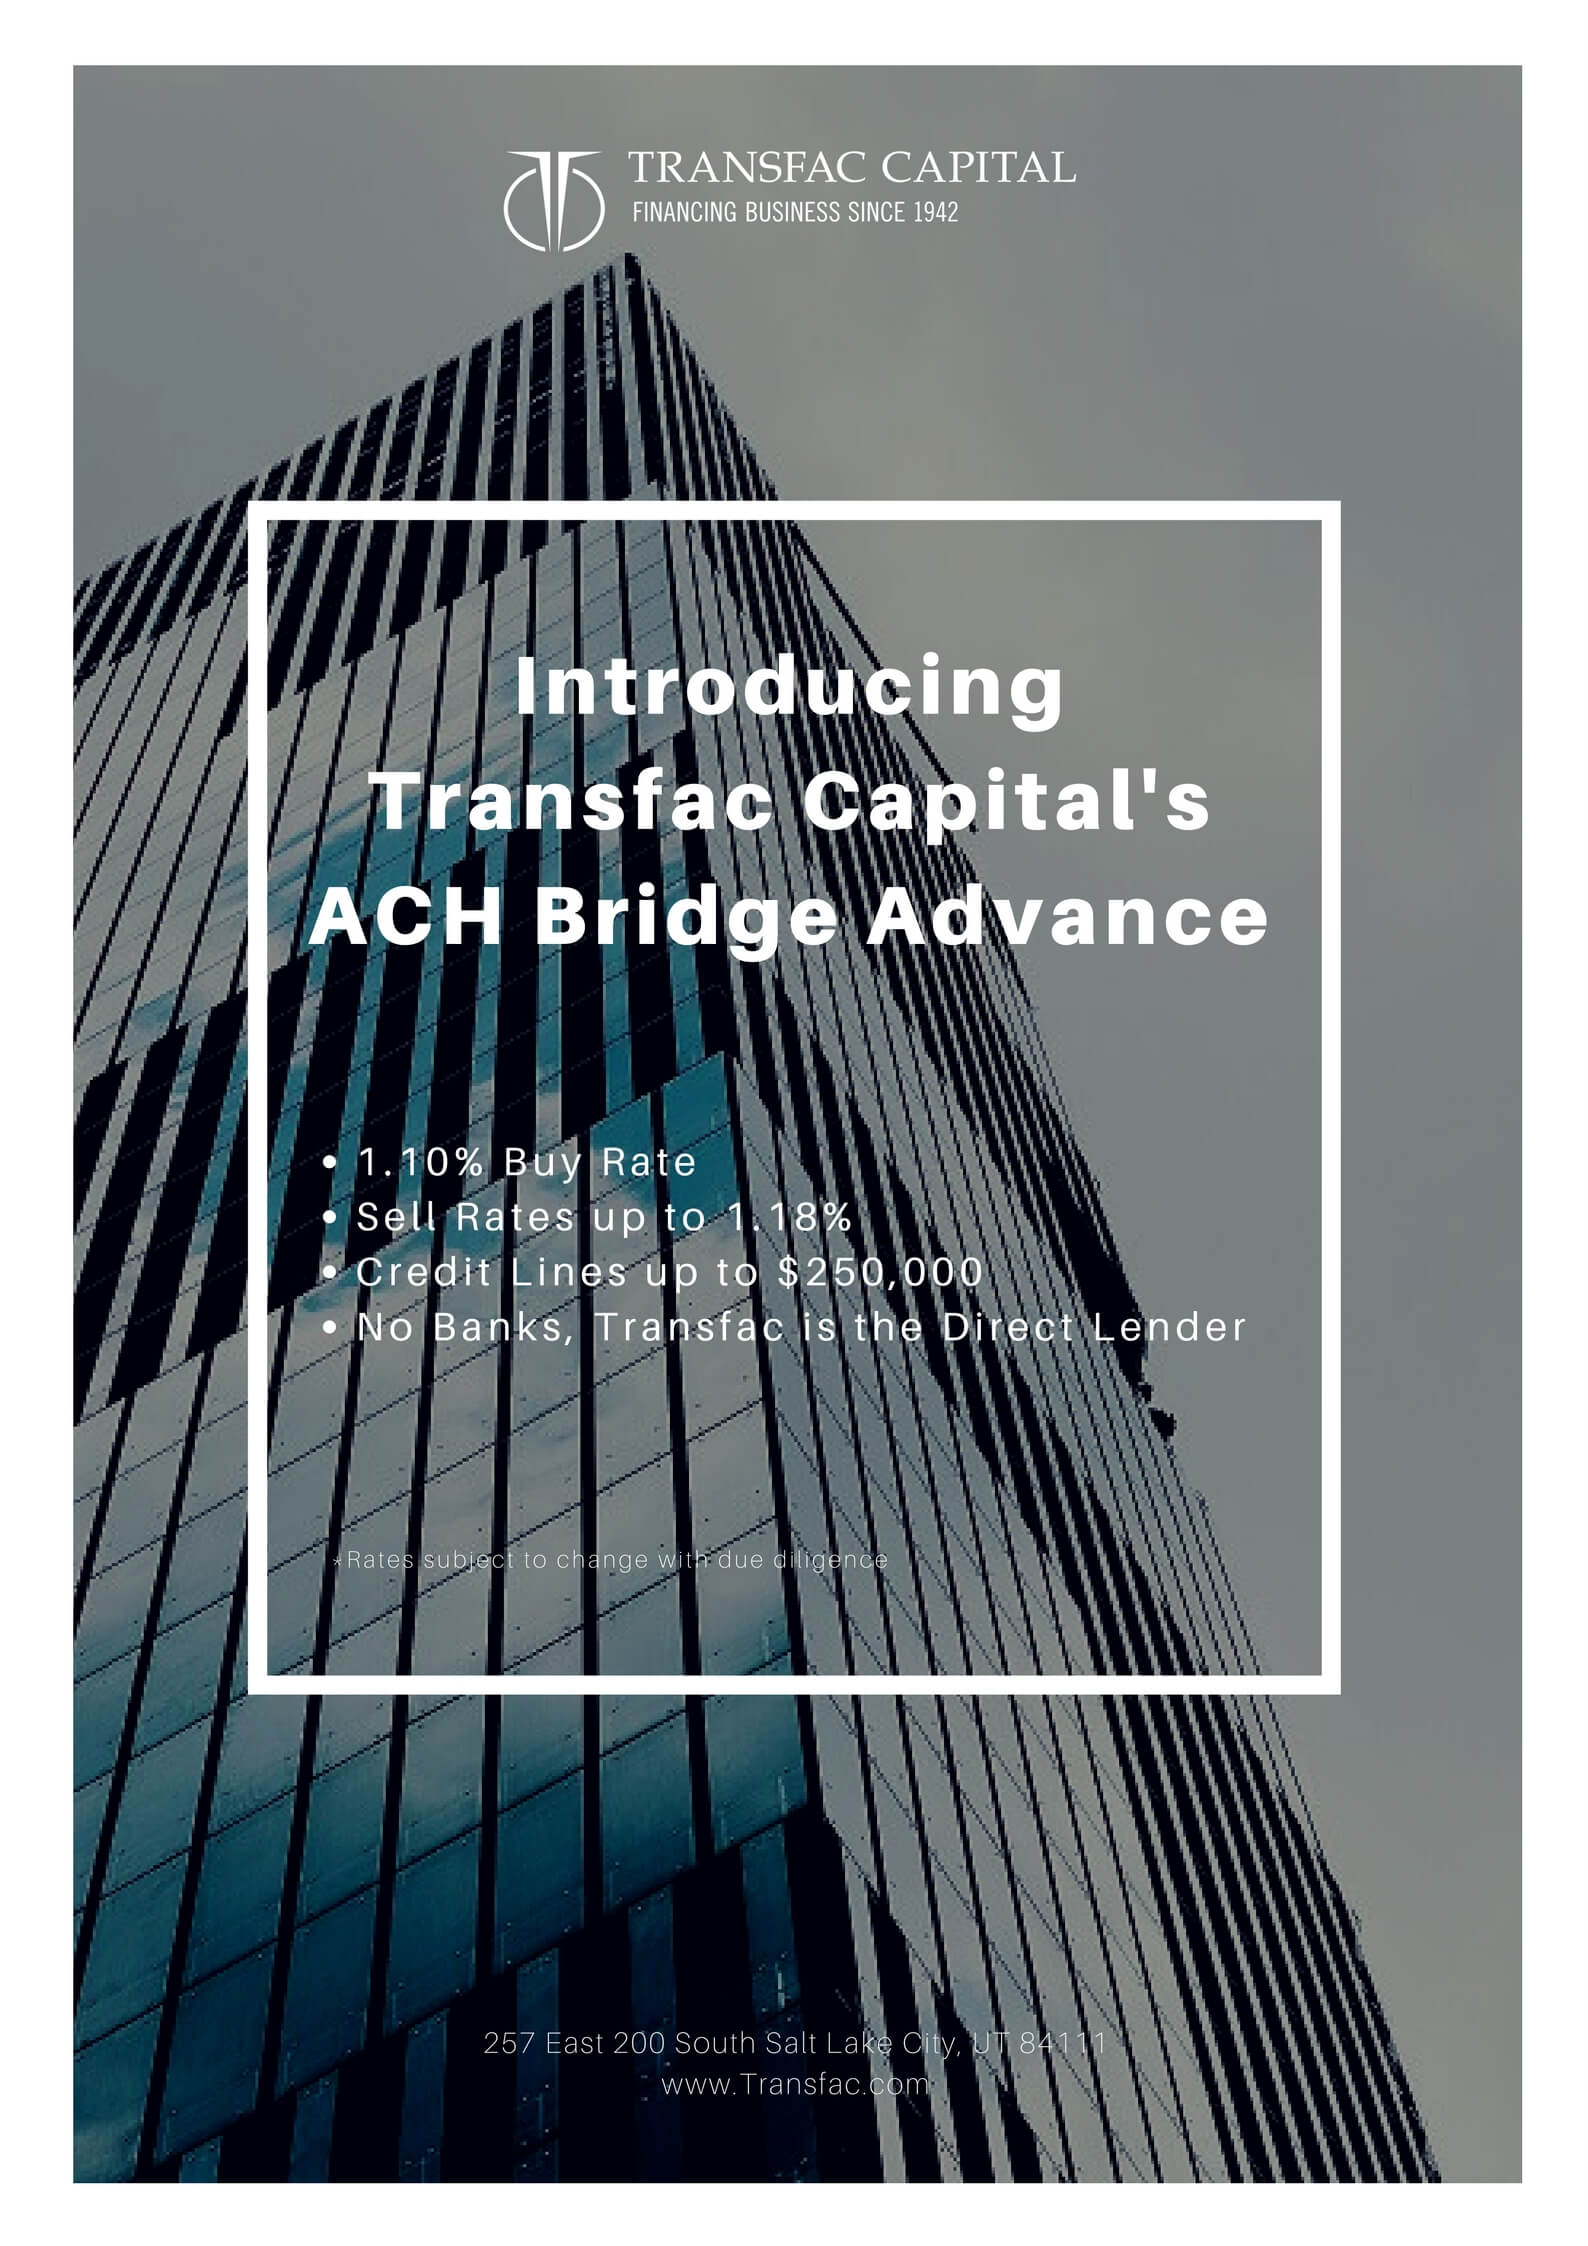 TRANSFAC CAPITAL
FINANCING BUSINESS SINCE 1942
Introducing
Transfac Capital's
ACH Bridge Advance
• 1.10% Buy Rate
• Sell Rates up to 1.18%
• Credit Lines up to $250,000
• No Banks, Transfac is the Direct Lender
*Rates subject to change with due diligence
257 East 200 South Salt Lake City, UT 84111
www.Transfac.com